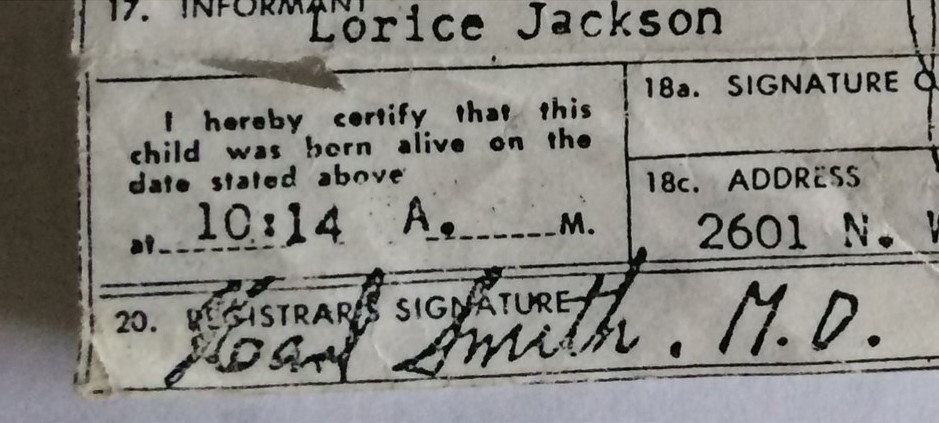 17. INFORMANT
Lorice Jackson
I hereby certify that this
child was born alive on the
date stated above
at 10:14 A. M.
18a. SIGNATURE
18c. ADDRESS
2601 N.
20. REGISTRAR'S SIGNATURE
Smith. M.D.